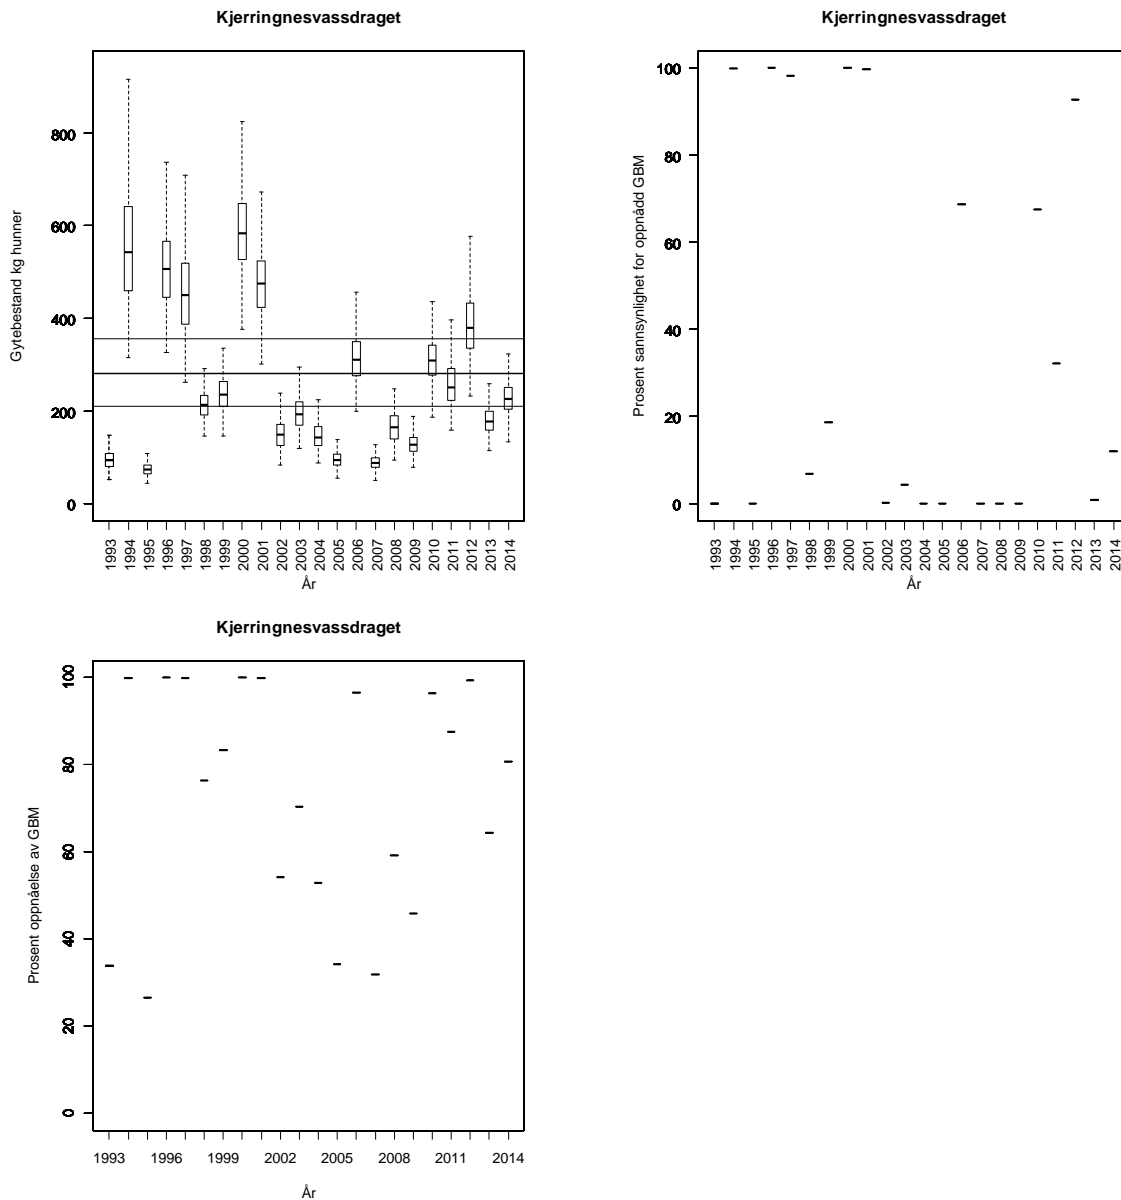 Kjerringnesvassdraget
Gytebestand kg hunner
800
600
400
200
0
1993 1994 1995 1996 1997 1998 1999 2000 2001 2002 2003 2004 2005 2006 2007 2008 2009 2010 2011 2012 2013 2014
År
Kjerringnesvassdraget
Prosent sannsynlighet for oppnådd GBM
100
80
60
40
20
0
1993 1994 1995 1996 1997 1998 1999 2000 2001 2002 2003 2004 2005 2006 2007 2008 2009 2010 2011 2012 2013 2014
År
Kjerringnesvassdraget
Prosent oppnåelse av GBM
100
80
60
40
20
0
1993 1996 1999 2002 2005 2008 2011 2014
År